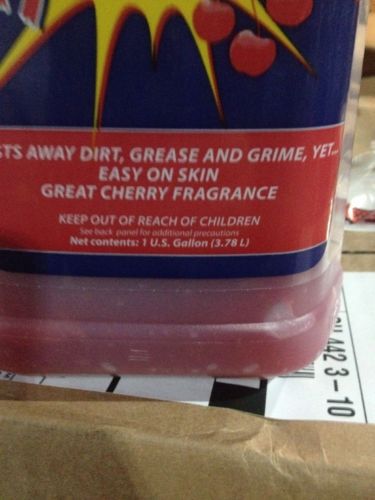 STS AWAY DIRT, GREASE AND GRIME, YET...
EASY ON SKIN
GREAT CHERRY FRAGRANCE
KEEP OUT OF REACH OF CHILDREN
See back panel for additional precautions
Net contents: 1 U.S. Gallon (3.78 L)
442 3-10